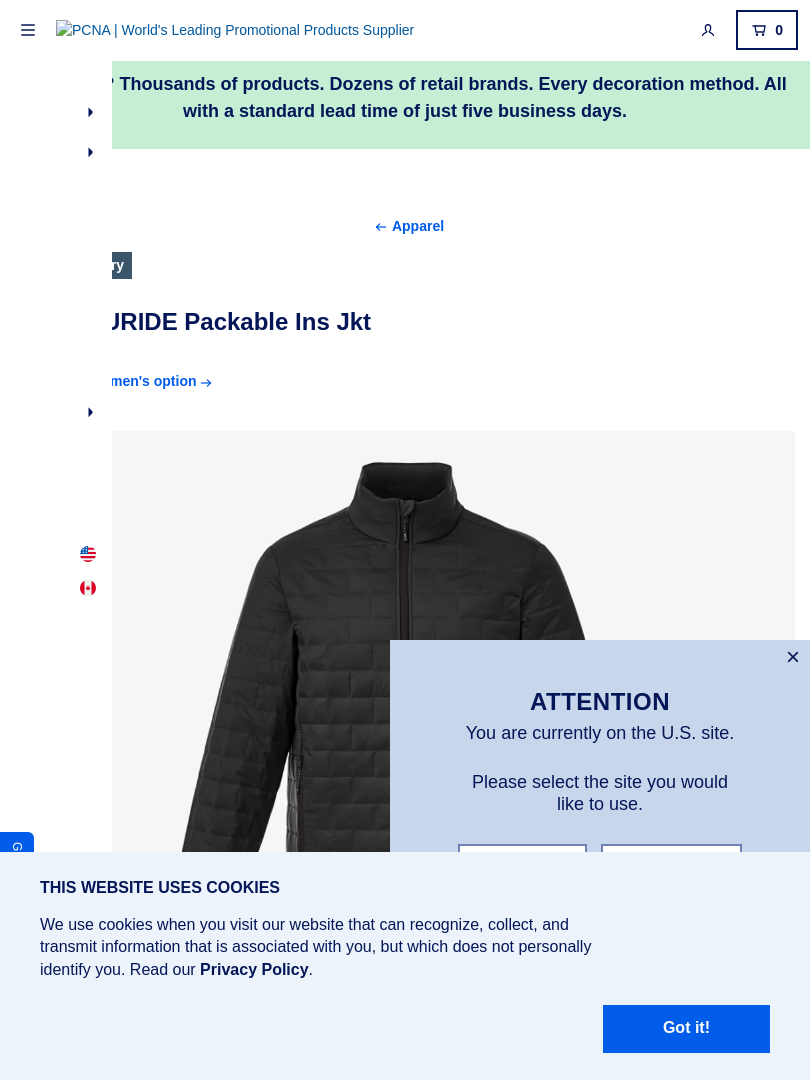 PCNA | World's Leading Promotional Products Supplier
0
? Thousands of products. Dozens of retail brands. Every decoration method. All
with a standard lead time of just five business days.
Apparel
ry
URIDE Packable Ins Jkt
men's option
ATTENTION
You are currently on the U.S. site.
Please select the site you would
like to use.
G
THIS WEBSITE USES COOKIES
We use cookies when you visit our website that can recognize, collect, and
transmit information that is associated with you, but which does not personally
identify you. Read our Privacy Policy.
Got it!